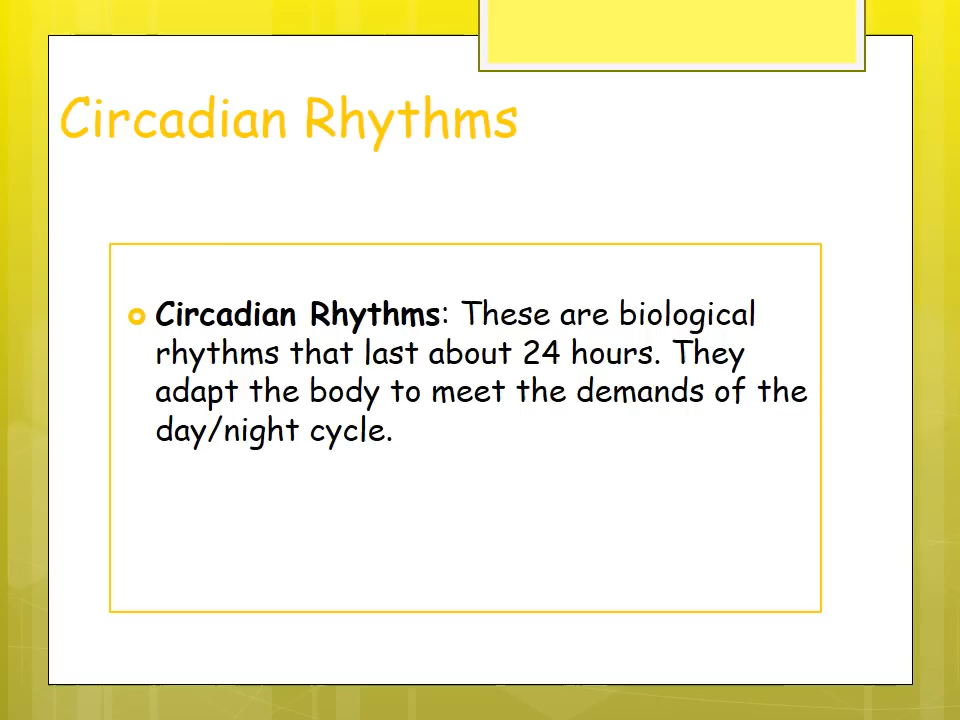 Circadian Rhythms
Circadian Rhythms: These are biological
rhythms that last about 24 hours. They
adapt the body to meet the demands of the
day/night cycle.